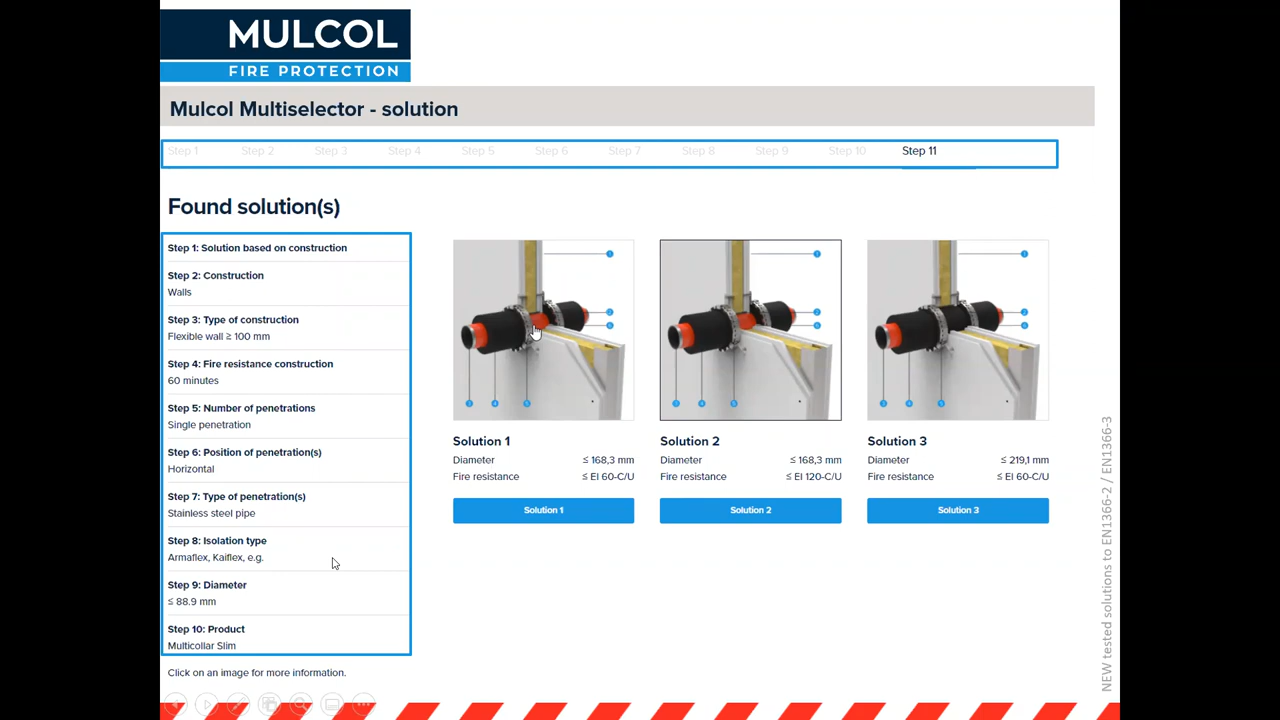 MULCOL
FIRE PROTECTION
Mulcol Multiselector - solution
Step 1 Step 2 Step 3 Step 4 Step 5 Step 6 Step 7 Step 8 Step 9 Step 10 Step 11
Found solution(s)
Step 1: Solution based on construction
Step 2: Construction
Walls
Step 3: Type of construction
Flexible wall ≥ 100 mm
Step 4: Fire resistance construction
60 minutes
Step 5: Number of penetrations
Single penetration
Step 6: Position of penetration(s)
Horizontal
Step 7: Type of penetration(s)
Stainless steel pipe
Step 8: Isolation type
Armaflex, Kaiflex, e.g.
Step 9: Diameter
≤ 88.9 mm
Step 10: Product
Multicollar Slim
Click on an image for more information.
Solution 1
Diameter ≤ 168,3 mm
Fire resistance ≤ EI 60-C/U
Solution 1
Solution 2
Diameter ≤ 168,3 mm
Fire resistance ≤ EI 120-C/U
Solution 2
Solution 3
Diameter ≤ 219,1 mm
Fire resistance ≤ EI 60-C/U
Solution 3
NEW tested solutions to EN1366-2 / EN1366-3